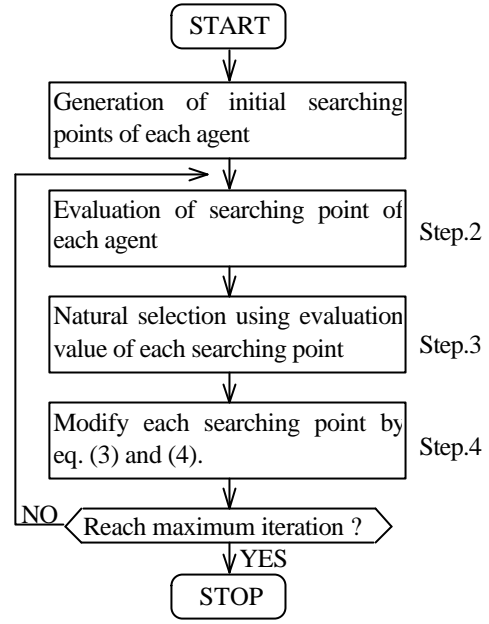 START
Generation of initial searching
points of each agent
Evaluation of searching point of
each agent
Step.2
Natural selection using evaluation
value of each searching point
Step.3
Modify each searching point by
eq. (3) and (4).
Step.4
NO
Reach maximum iteration ?
YES
STOP